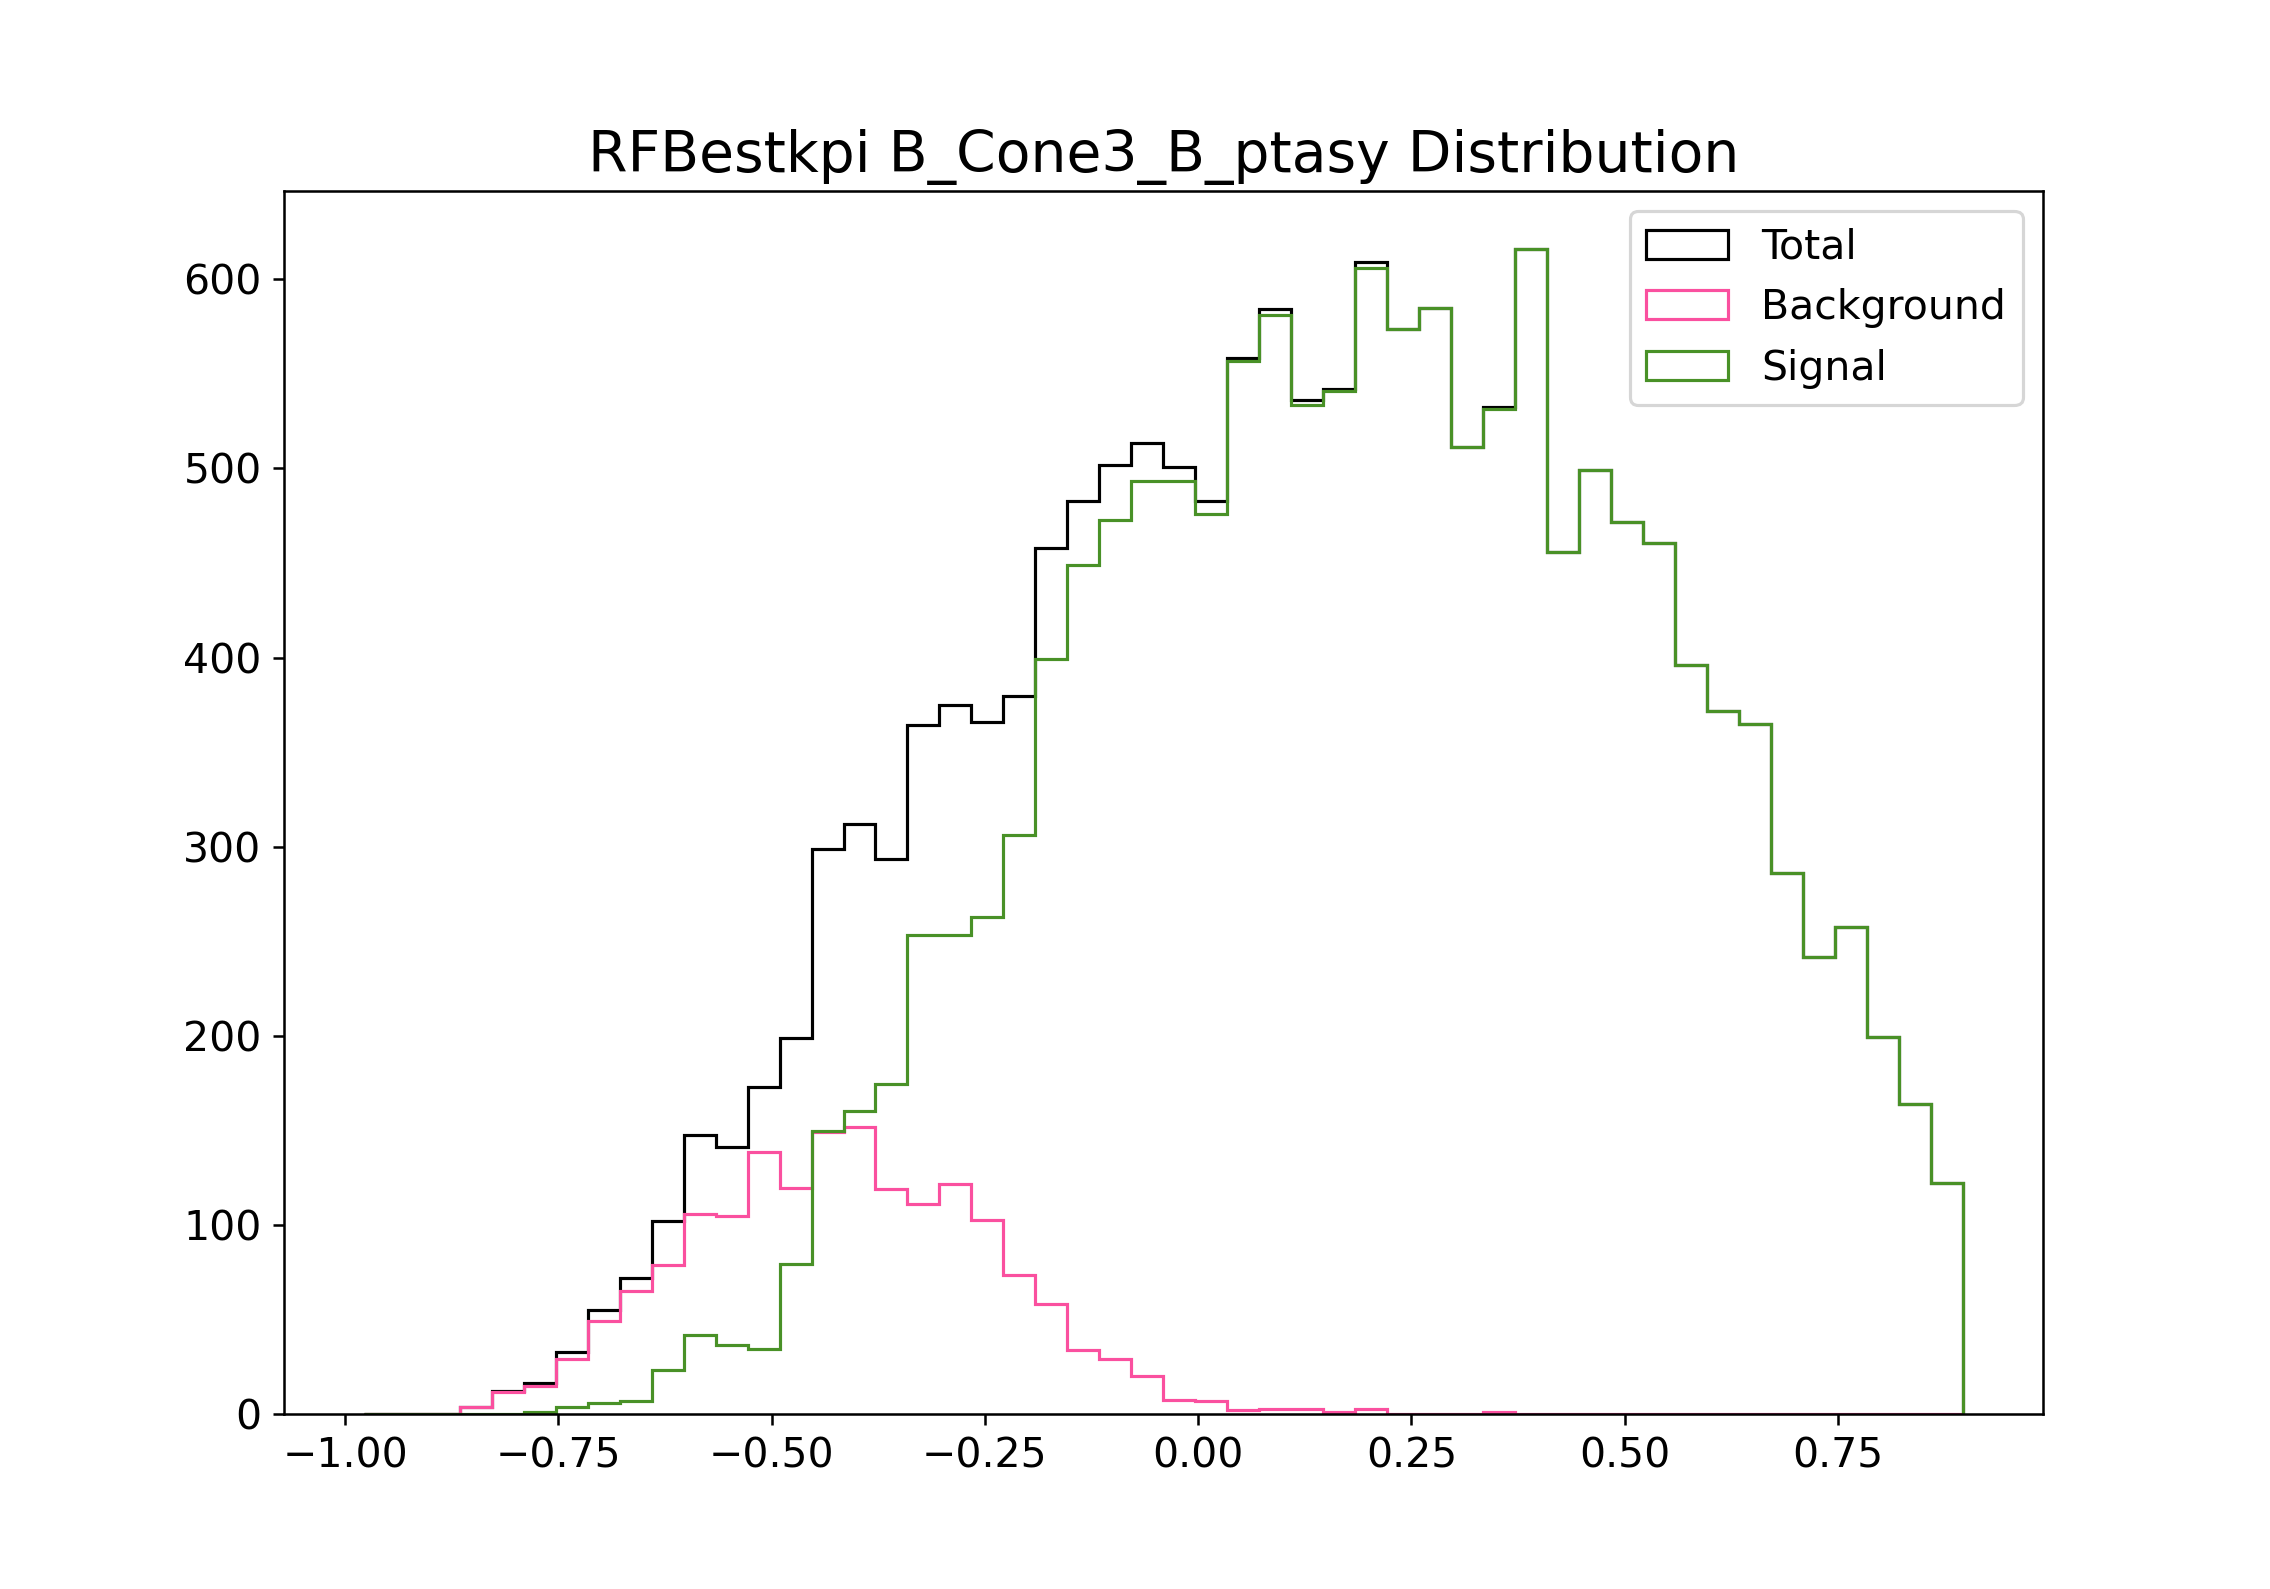 RFBestkpi B_Cone3_B_ptasy Distribution
Total
Background
Signal
600
500
400
300
200
100
0
−1.00 −0.75 −0.50 −0.25 0.00 0.25 0.50 0.75